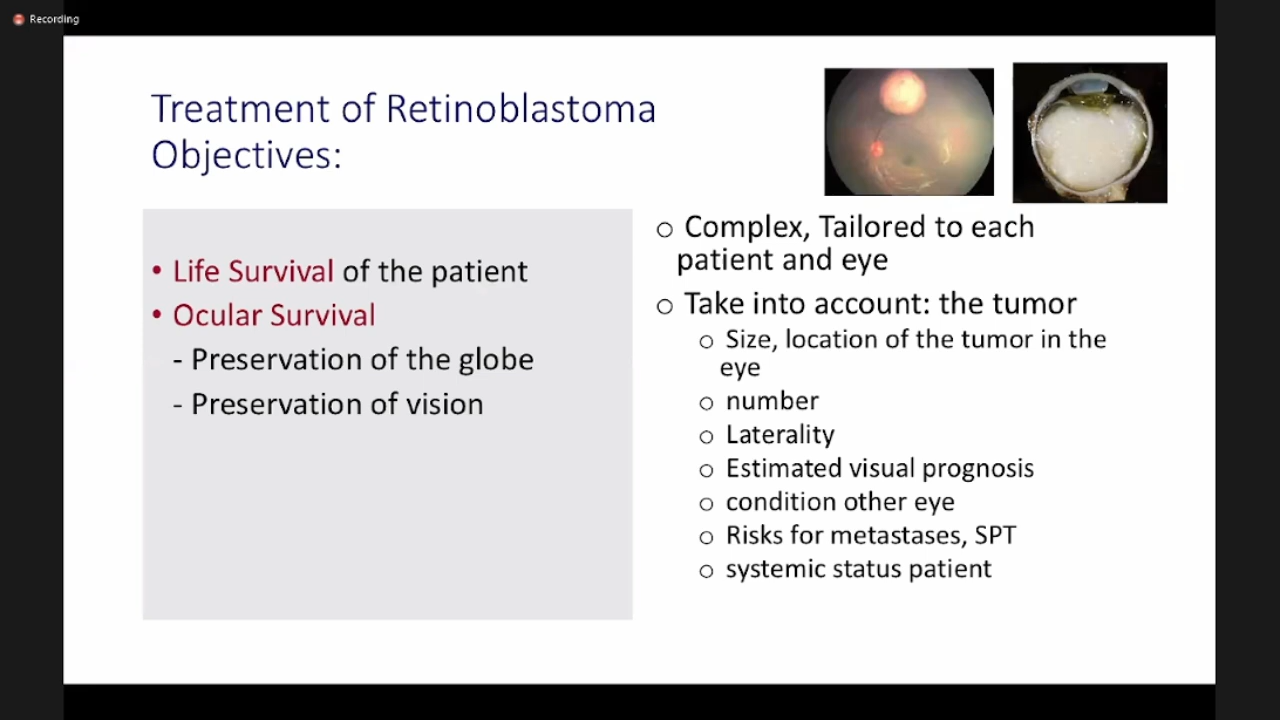 Recording
Treatment of Retinoblastoma
Objectives:
• Life Survival of the patient
• Ocular Survival
- Preservation of the globe
- Preservation of vision
o Complex, Tailored to each
patient and eye
o Take into account: the tumor
o Size, location of the tumor in the
eye
o number
o Laterality
o Estimated visual prognosis
o condition other eye
o Risks for metastases, SPT
o systemic status patient